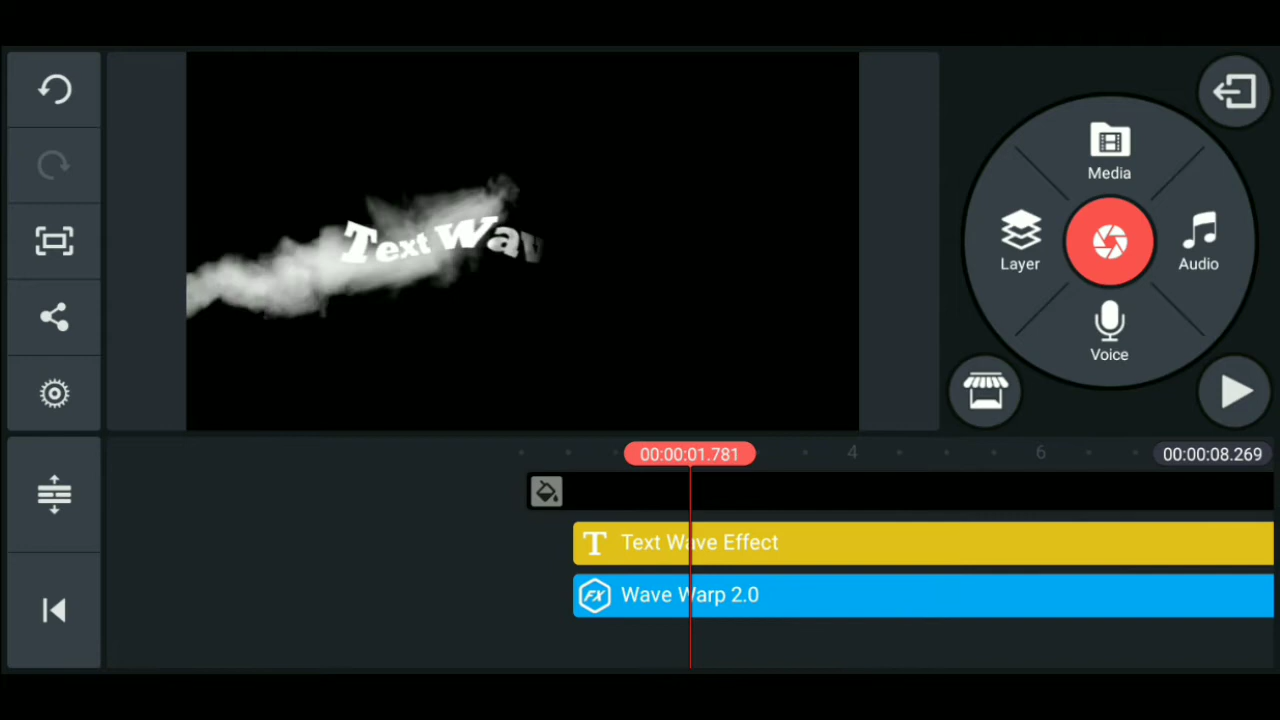 Media
Layer
Audio
Voice
Text Wav
00:00:01.781
4
6
00:00:08.269
T Text Wave Effect
FX Wave Warp 2.0